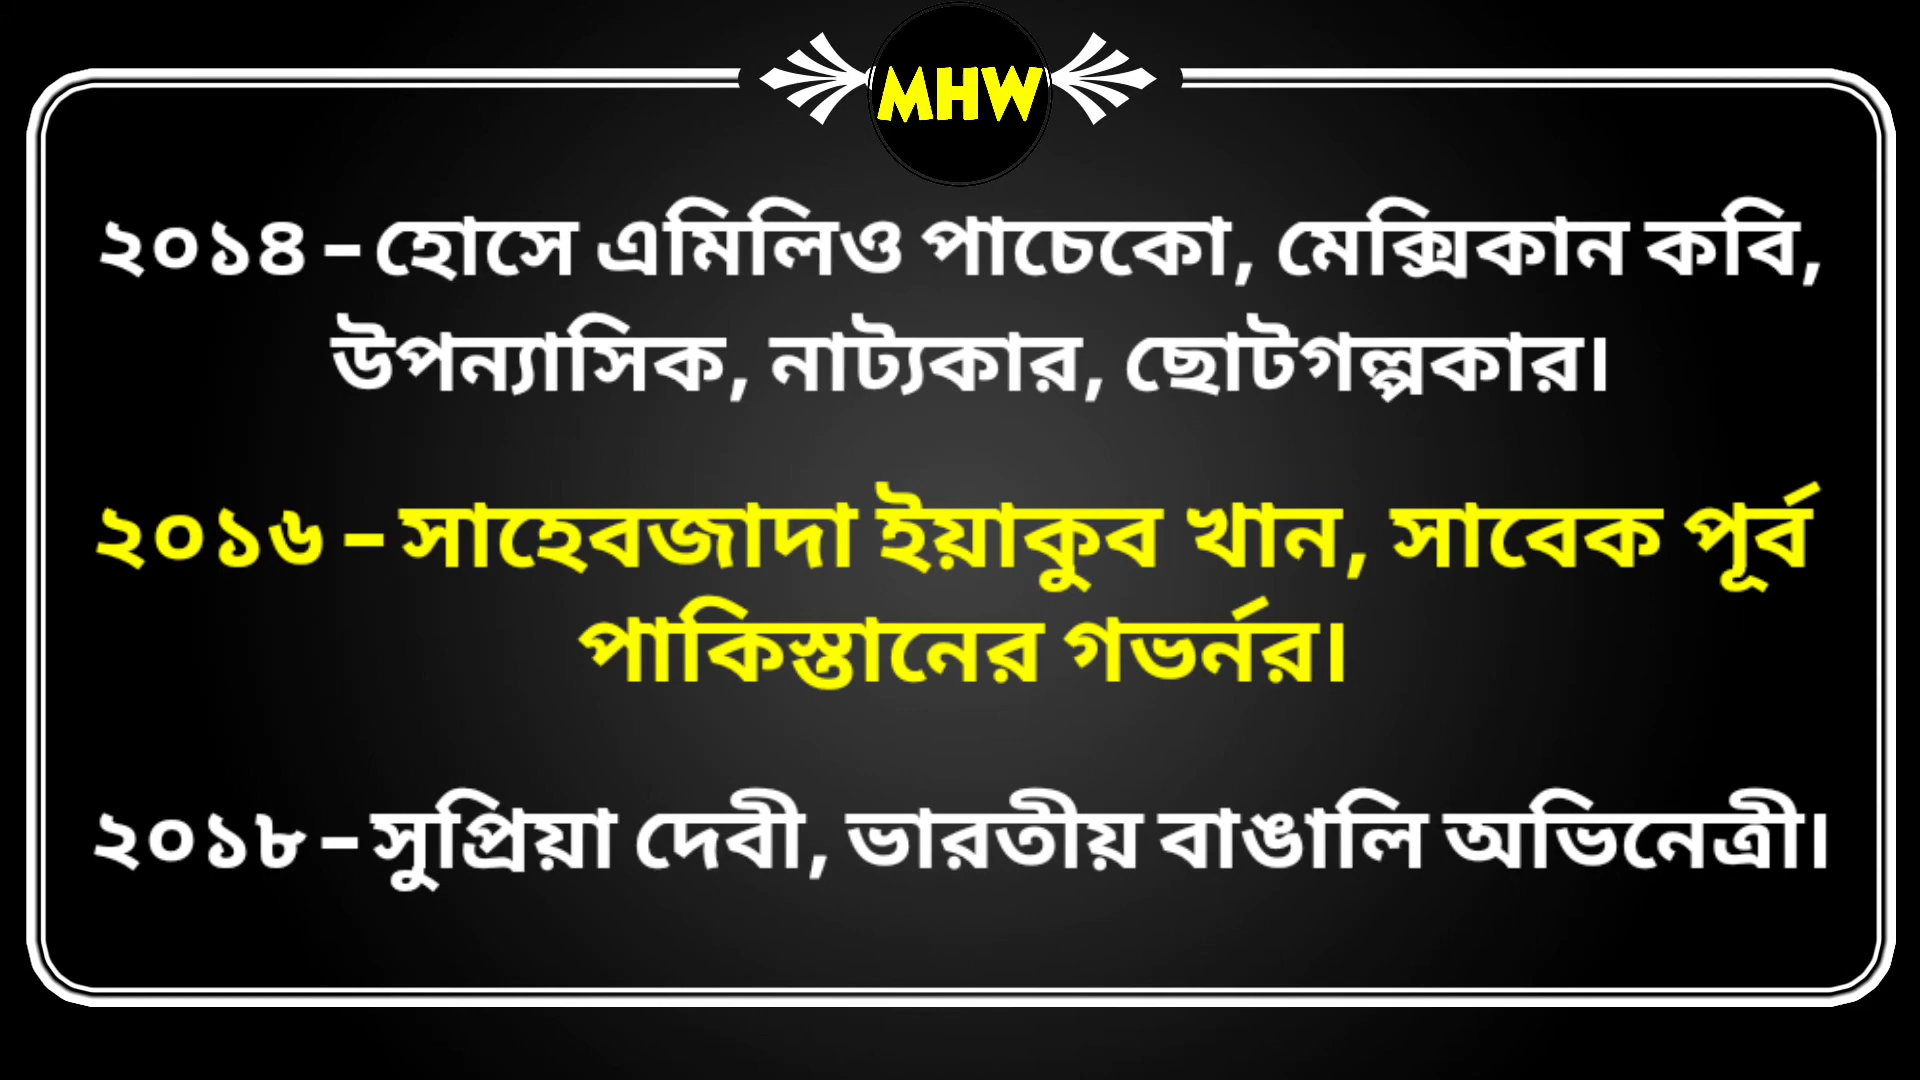 MHW
২০১৪ – হোসে এমিলিও পাচেকো, মেক্সিকান কবি,
উপন্যাসিক, নাট্যকার, ছোটগল্পকার।
২০১৬ – সাহেবজাদা ইয়াকুব খান, সাবেক পূর্ব
পাকিস্তানের গভর্নর।
২০১৮ – সুপ্রিয়া দেবী, ভারতীয় বাঙালি অভিনেত্রী।